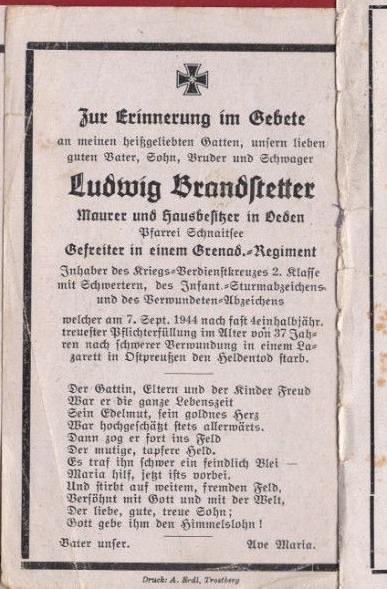 Zur Erinnerung im Gebete
an meinen heißgeliebten Gatten, unsern lieben
guten Vater, Sohn, Bruder und Schwager
Ludwig Brandstetter
Maurer und Hausbesitzer in Oeden
Pfarrei Schnaitsee
Gefreiter in einem Grenad.-Regiment
Inhaber des Kriegs-Verdienstkreuzes 2. Klasse
mit Schwertern, des Infant.-Sturmabzeichens
und des Verwundeten-Abzeichens
welcher am 7. Sept. 1944 nach fast 4einhalbjähr.
treuester Pflichterfüllung im Alter von 37 Jah-
ren nach schwerer Verwundung in einem La-
zarett in Ostpreußen den Heldentod starb.
Der Gattin, Eltern und der Kinder Freud
War er die ganze Lebenszeit
Sein Edelmut, sein goldnes Herz
War hochgeschätzt stets allerwärts.
Dann zog er fort ins Feld
Der mutige, tapfere Held.
Es traf ihn schwer ein feindlich Blei —
Maria hilf, jetzt ists vorbei.
Und stirbt auf weitem, fremden Feld,
Versöhnt mit Gott und mit der Welt,
Der liebe, gute, treue Sohn;
Gott gebe ihm den Himmelslohn!
Vater unser. Ave Maria.
Druck: A. Erdl, Trostberg